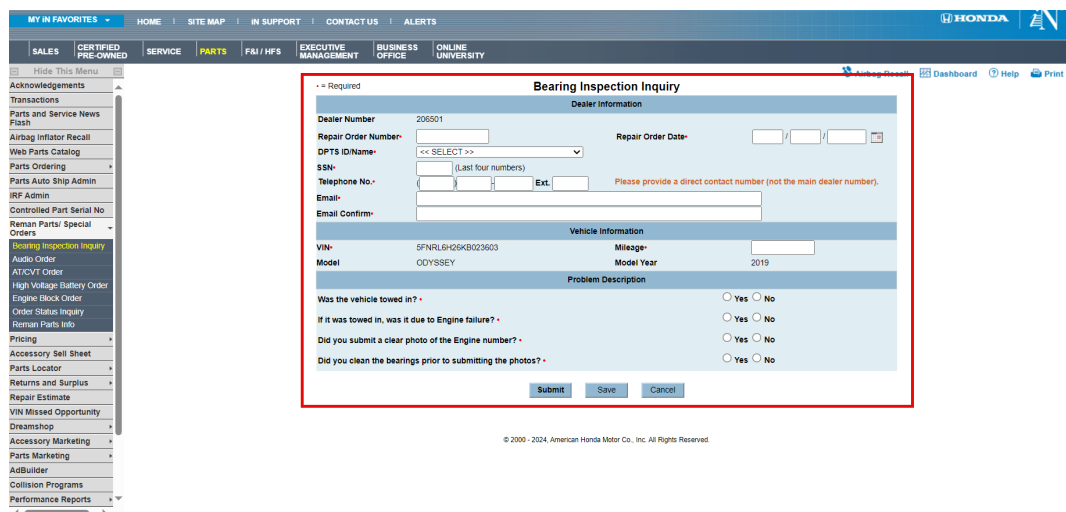 MY iN FAVORITES
HOME | SITE MAP | iN SUPPORT | CONTACT US | ALERTS
HONDA
iN
SALES
CERTIFIED PRE-OWNED
SERVICE
PARTS
F&I / HFS
EXECUTIVE MANAGEMENT
BUSINESS OFFICE
ONLINE UNIVERSITY
Hide This Menu
Airbag Recall Dashboard Help Print
Acknowledgements
Transactions
Parts and Service News
Flash
Airbag Inflator Recall
Web Parts Catalog
Parts Ordering
Parts Auto Ship Admin
IRF Admin
Controlled Part Serial No
Reman Parts/ Special
Orders
Bearing Inspection Inquiry
Audio Order
AT/CVT Order
High Voltage Battery Order
Engine Block Order
Order Status Inquiry
Reman Parts Info
Pricing
Accessory Sell Sheet
Parts Locator
Returns and Surplus
Repair Estimate
VIN Missed Opportunity
Dreamshop
Accessory Marketing
Parts Marketing
AdBuilder
Collision Programs
Performance Reports
• = Required
Bearing Inspection Inquiry
Dealer Information
Dealer Number 206501
Repair Order Number• Repair Order Date• / /
DPTS ID/Name• << SELECT >>
SSN• (Last four numbers)
Telephone No.• ( ) - Ext. Please provide a direct contact number (not the main dealer number).
Email•
Email Confirm•
Vehicle Information
VIN• 5FNRL6H26KB023603 Mileage•
Model ODYSSEY Model Year 2019
Problem Description
Was the vehicle towed in? • Yes No
If it was towed in, was it due to Engine failure? • Yes No
Did you submit a clear photo of the Engine number? • Yes No
Did you clean the bearings prior to submitting the photos? • Yes No
Submit Save Cancel
© 2000 - 2024, American Honda Motor Co., Inc. All Rights Reserved.